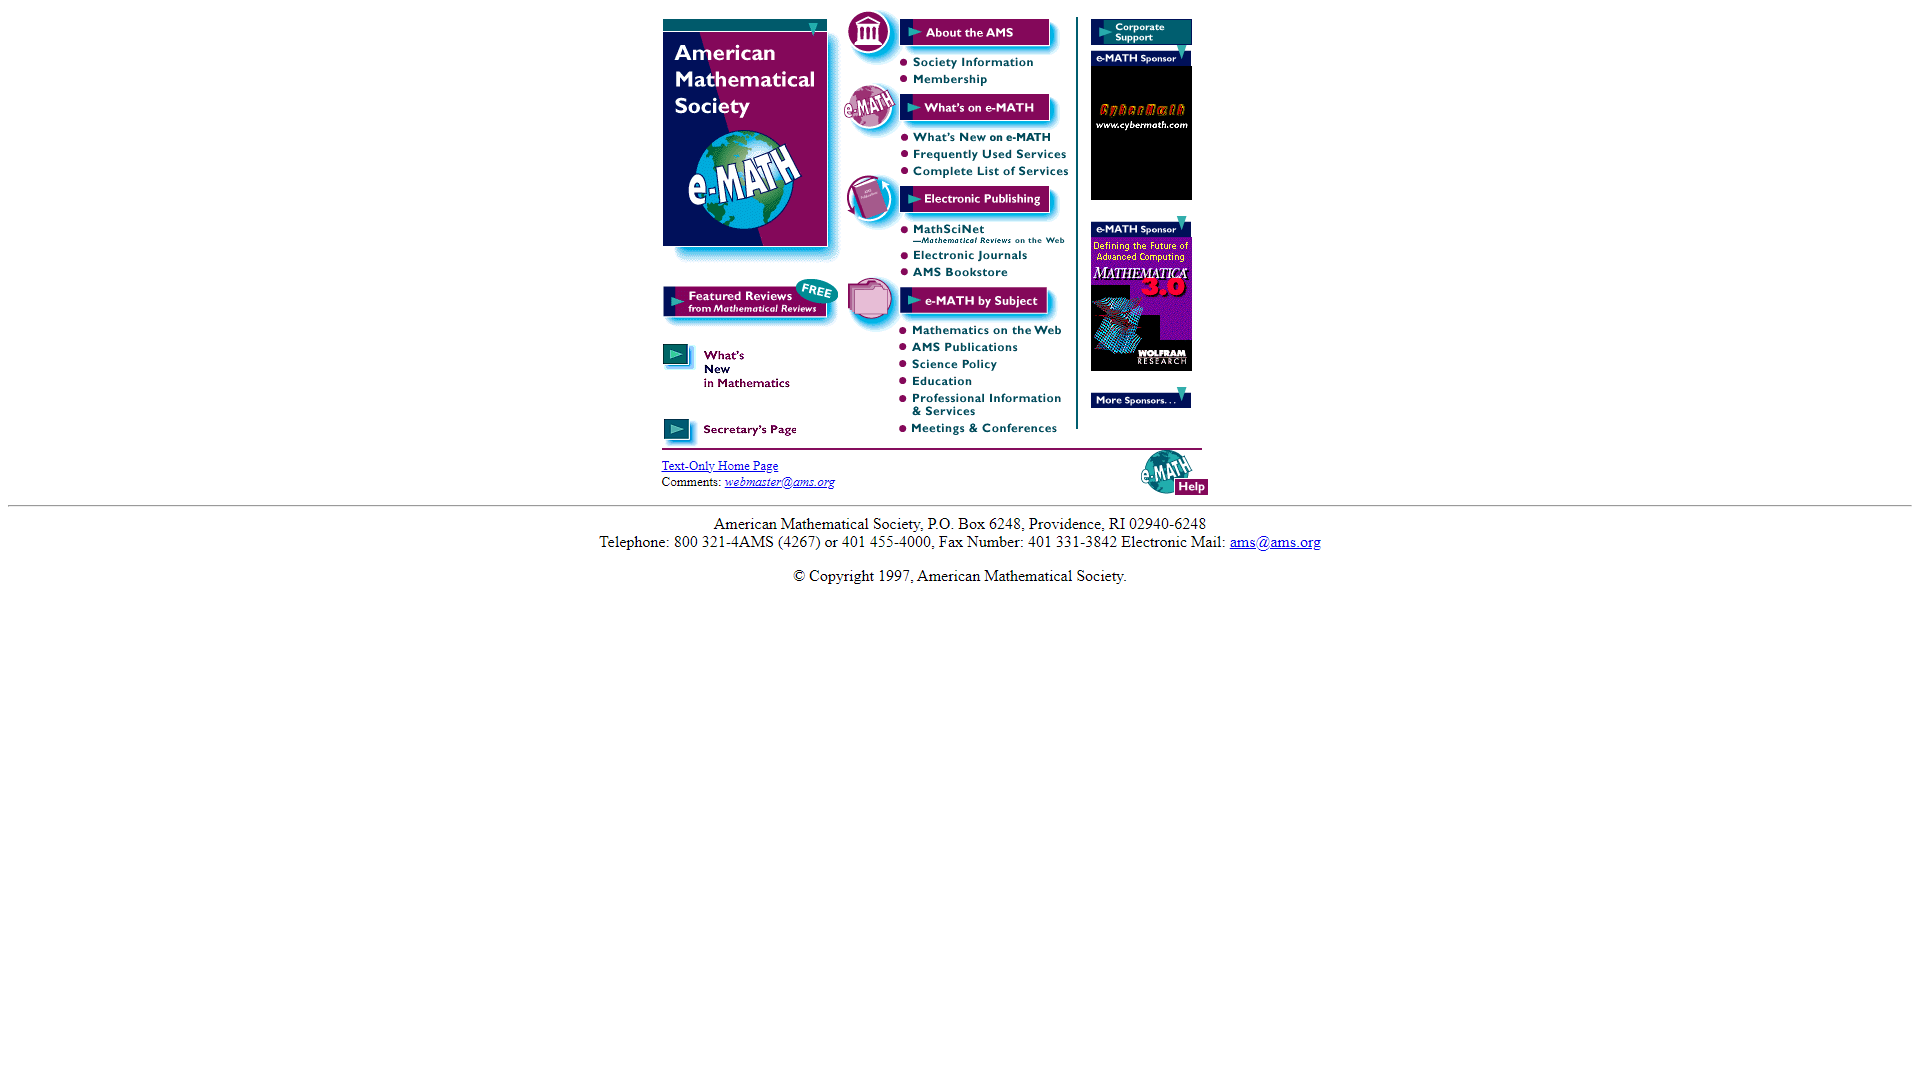 American
Mathematical
Society
e-MATH
Featured Reviews
from Mathematical Reviews
FREE
What's
New
in Mathematics
Secretary's Page
About the AMS
Society Information
Membership
e-MATH
What's on e-MATH
What's New on e-MATH
Frequently Used Services
Complete List of Services
Electronic Publishing
MathSciNet
—Mathematical Reviews on the Web
Electronic Journals
AMS Bookstore
e-MATH by Subject
Mathematics on the Web
AMS Publications
Science Policy
Education
Professional Information
& Services
Meetings & Conferences
Corporate
Support
e-MATH Sponsor
CyberMath
www.cybermath.com
e-MATH Sponsor
Defining the Future of
Advanced Computing
MATHEMATICA
3.0
WOLFRAM
RESEARCH
More Sponsors. . .
Text-Only Home Page
Comments: webmaster@ams.org
e-MATH
Help
American Mathematical Society, P.O. Box 6248, Providence, RI 02940-6248
Telephone: 800 321-4AMS (4267) or 401 455-4000, Fax Number: 401 331-3842 Electronic Mail: ams@ams.org
© Copyright 1997, American Mathematical Society.